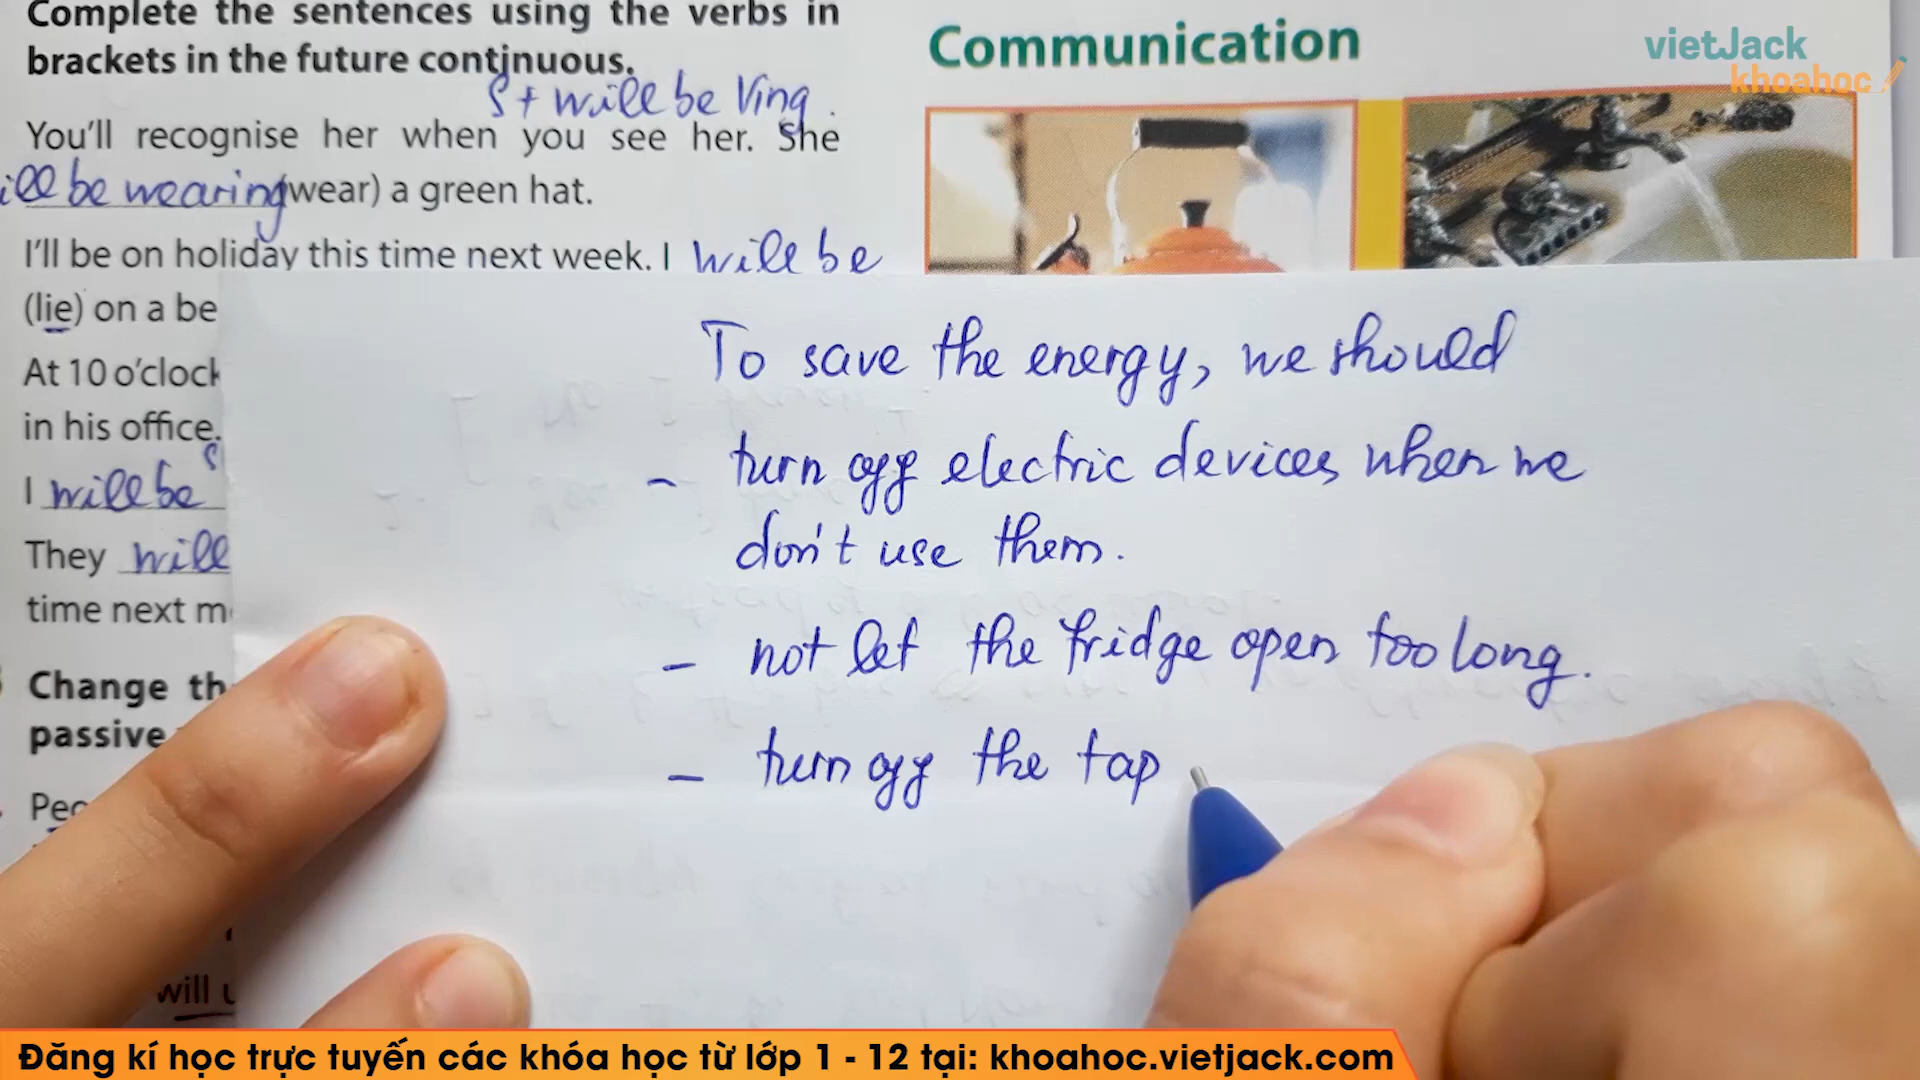 Complete the sentences using the verbs in
brackets in the future continuous.
S + will be Ving.
You'll recognise her when you see her. She
ill be wearing (wear) a green hat.
I'll be on holiday this time next week. I will be
(lie) on a be
At 10 o'clock
in his office.
I will be
They will
time next m
Change th
passive
Peo
will u
Communication
vietJack
khoahoc
To save the energy, we should
- turn off electric devices when we
don't use them.
- not let the fridge open too long.
- turn off the tap
Đăng kí học trực tuyến các khóa học từ lớp 1 - 12 tại: khoahoc.vietjack.com